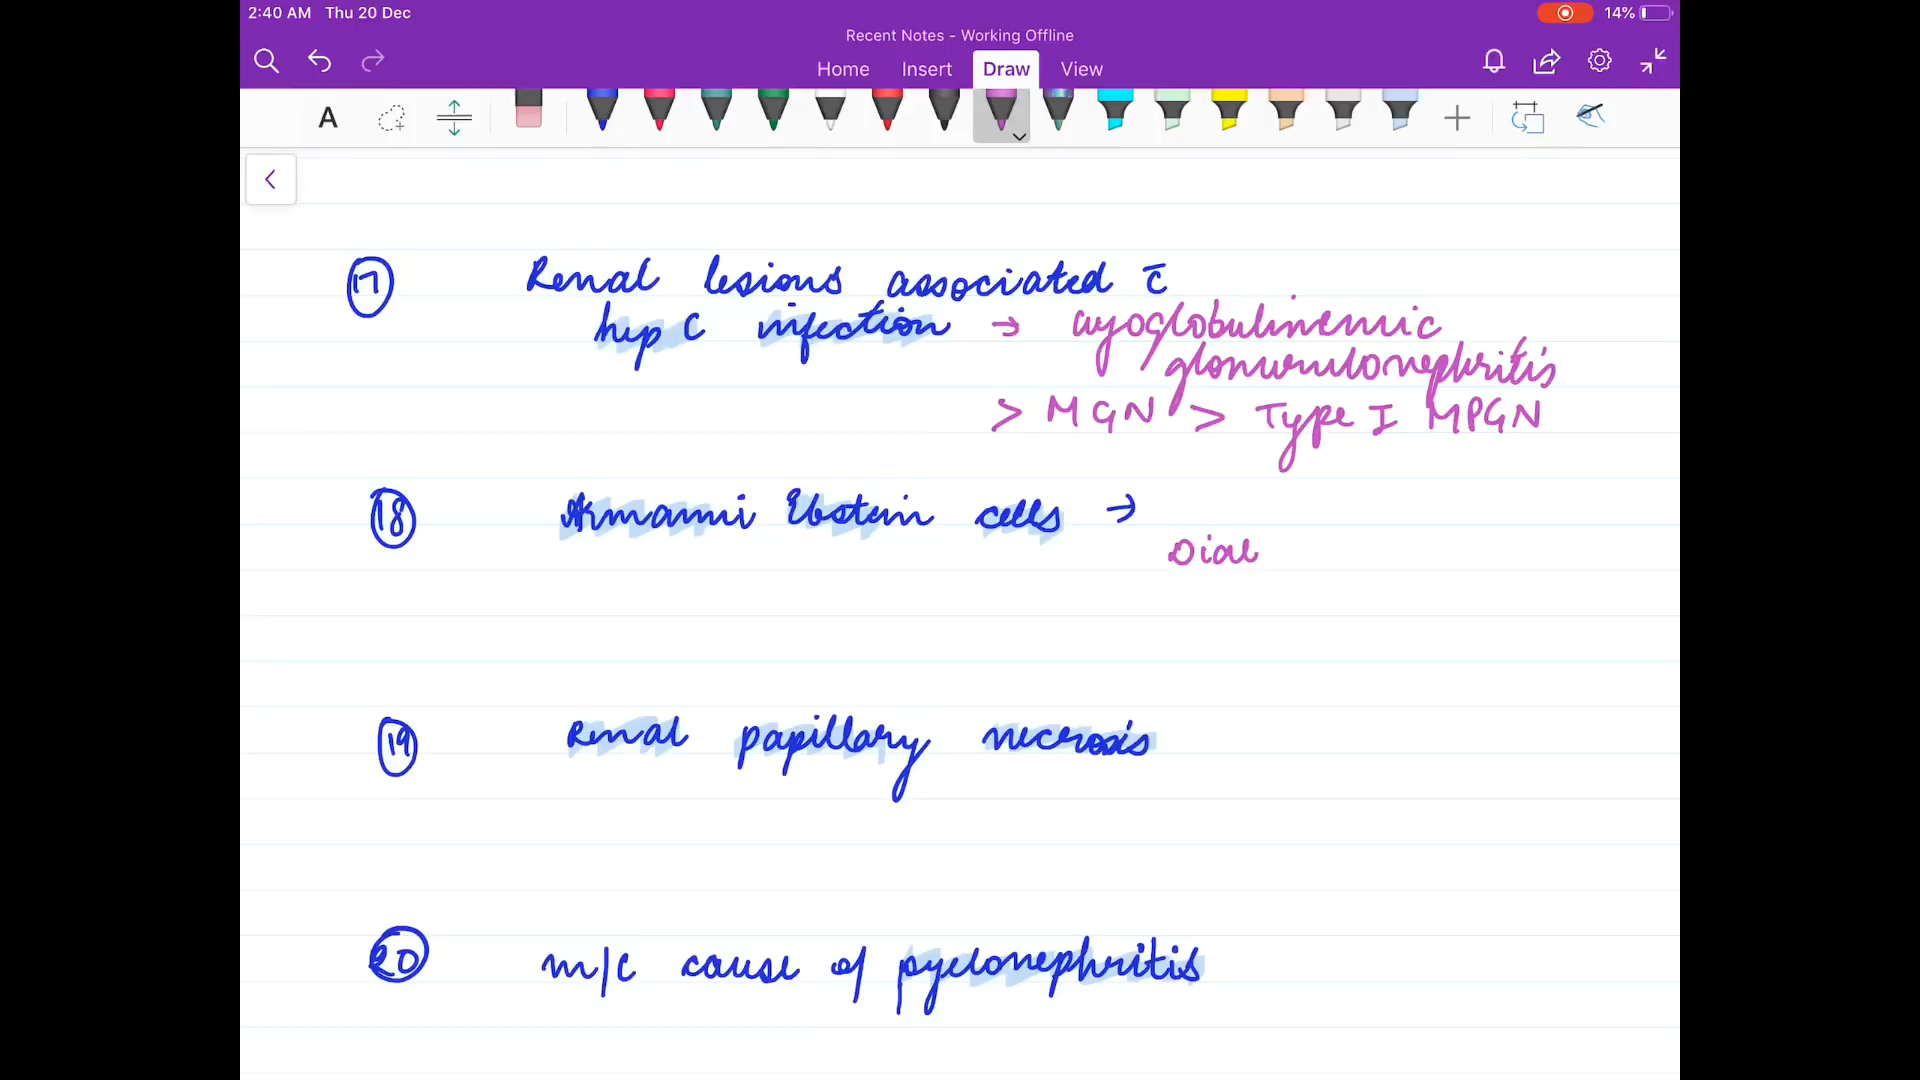 2:40 AM Thu 20 Dec
14%
Recent Notes - Working Offline
Home Insert Draw View
A
17 Renal lesions associated c̄
hep C infection → cryoglobulinemic
glomerulonephritis
> MGN > Type I MPGN
18 Armanni Ebstein cells →
Diab
19 Renal papillary necrosis
20 m/c cause of pyelonephritis